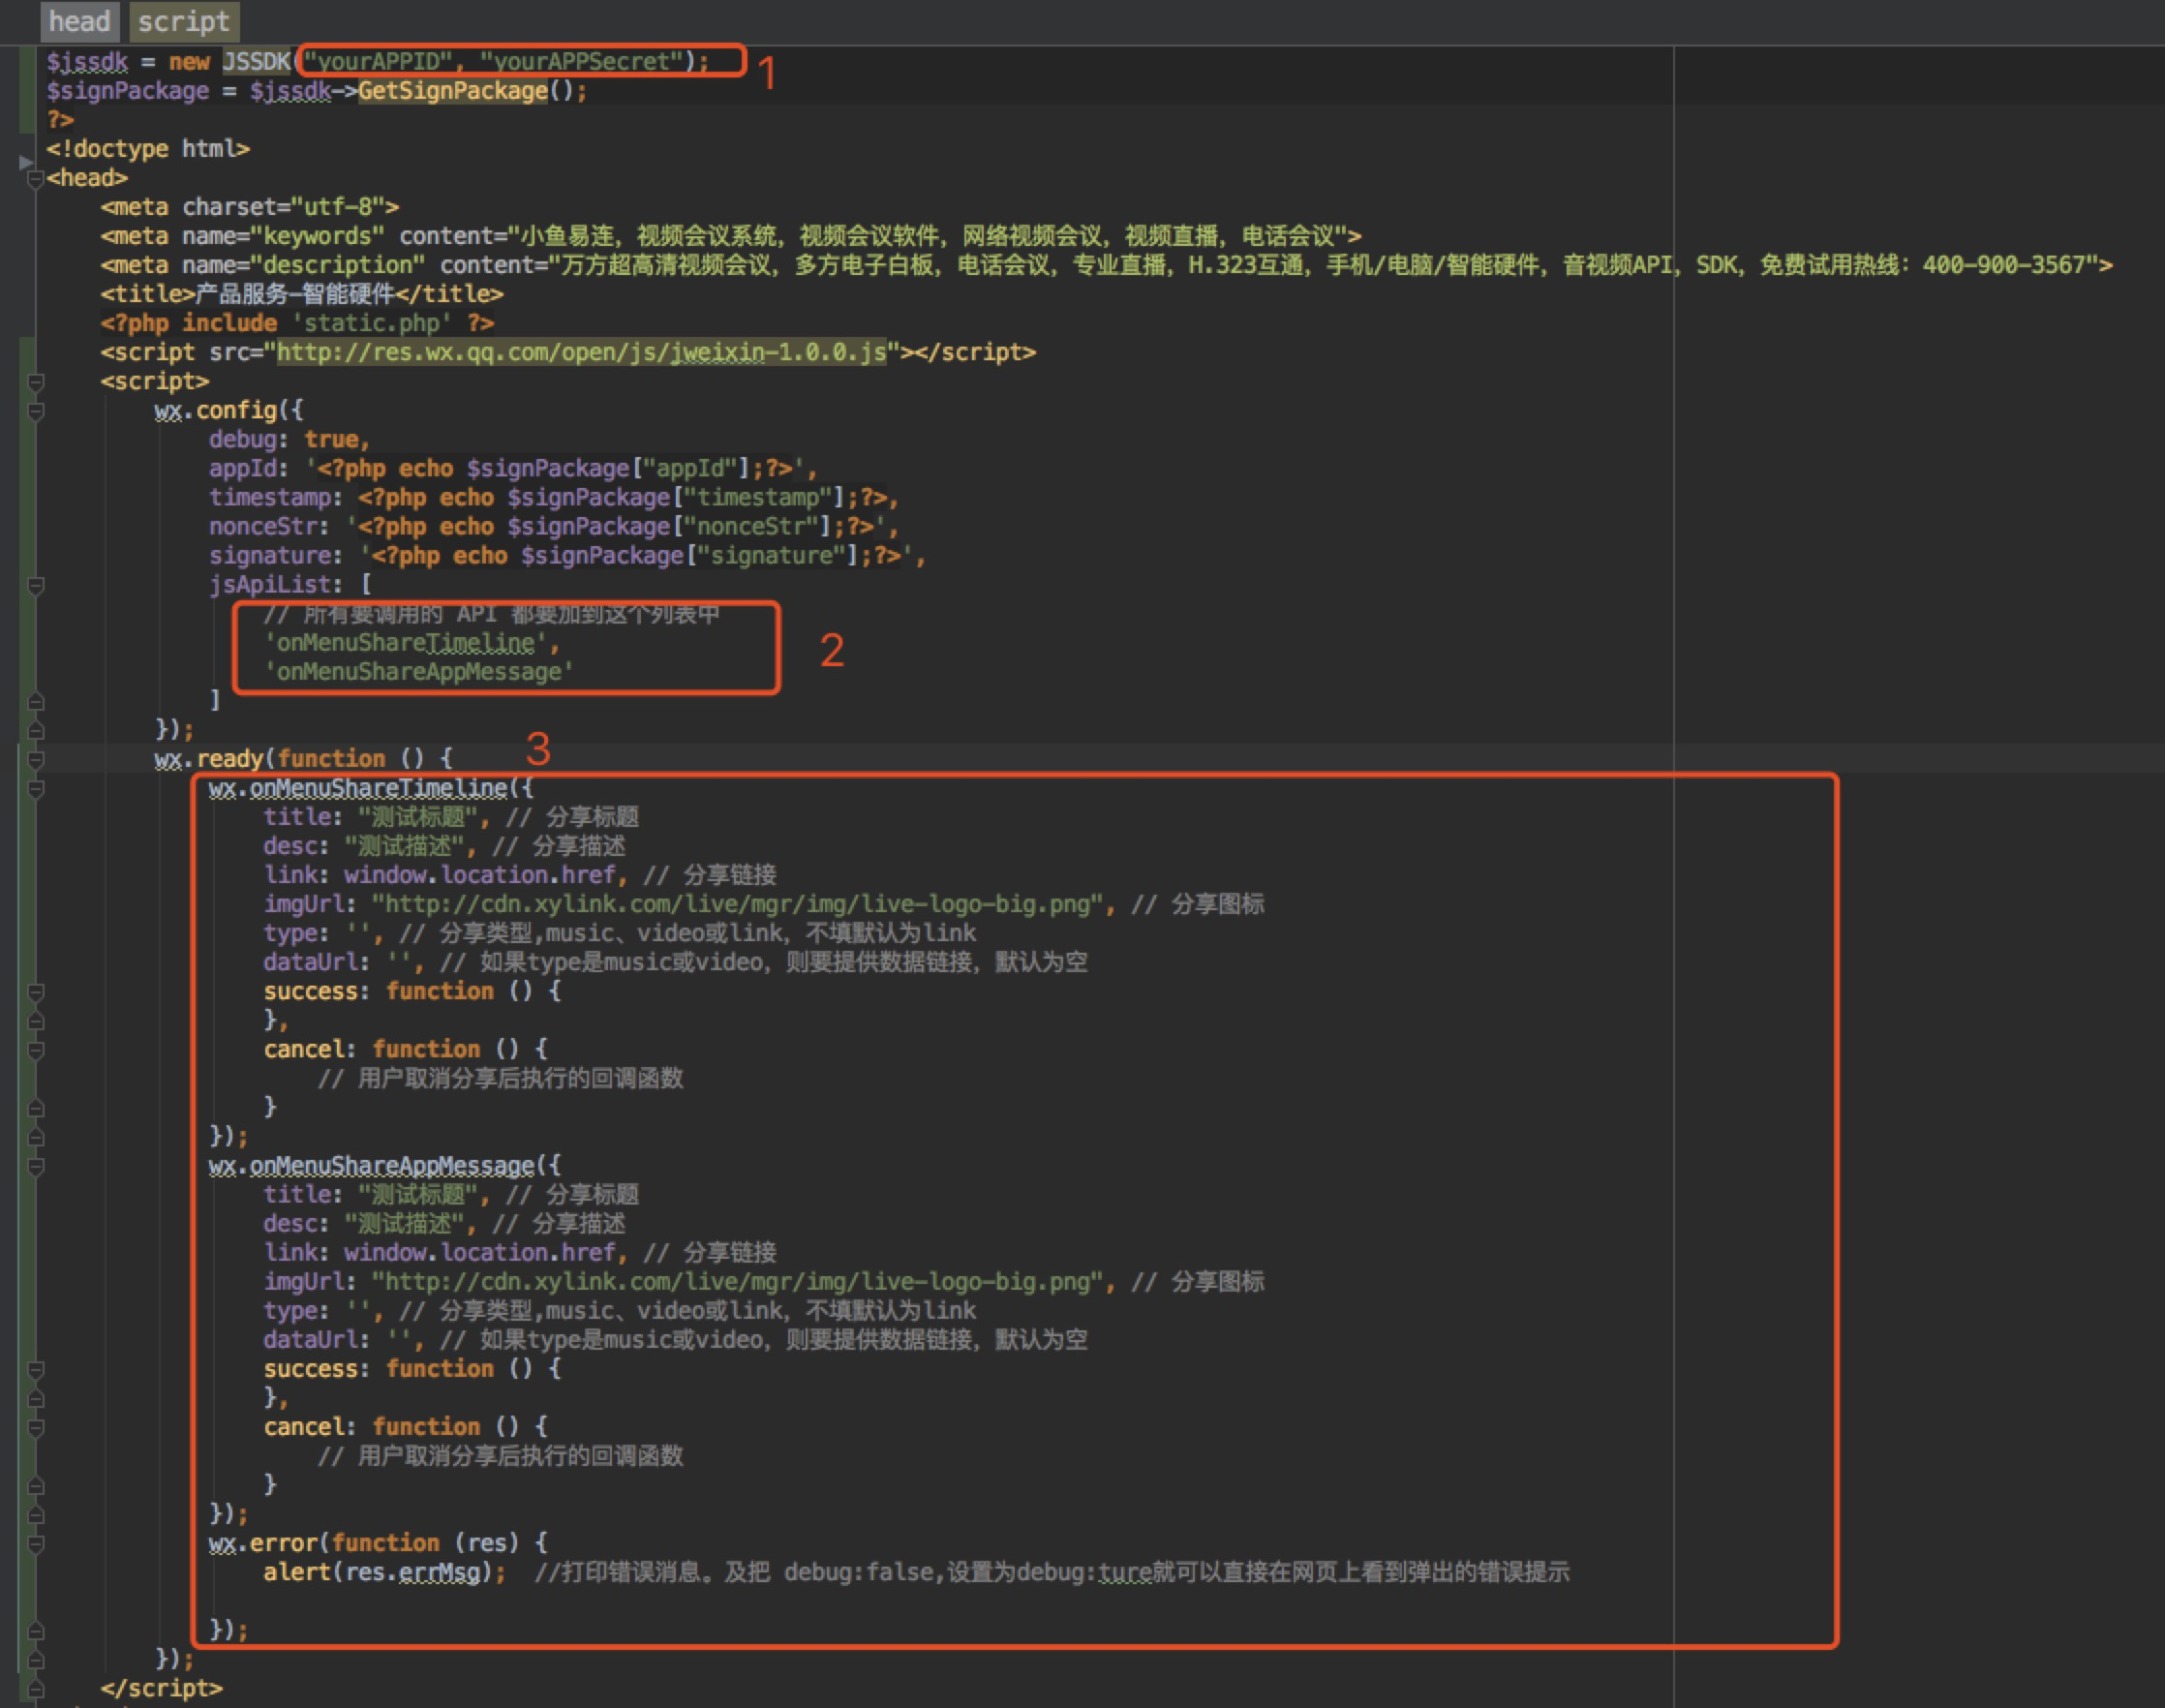 head script
$jssdk = new JSSDK("yourAPPID", "yourAPPSecret"); 1
$signPackage = $jssdk->GetSignPackage();
?>
<!doctype html>
<head>
<meta charset="utf-8">
<meta name="keywords" content="小鱼易连，视频会议系统，视频会议软件，网络视频会议，视频直播，电话会议">
<meta name="description" content="万方超高清视频会议，多方电子白板，电话会议，专业直播，H.323互通，手机/电脑/智能硬件，音视频API，SDK，免费试用热线：400-900-3567">
<title>产品服务—智能硬件</title>
<?php include 'static.php' ?>
<script src="http://res.wx.qq.com/open/js/jweixin-1.0.0.js"></script>
<script>
wx.config({
debug: true,
appId: '<?php echo $signPackage["appId"];?>',
timestamp: <?php echo $signPackage["timestamp"];?>,
nonceStr: '<?php echo $signPackage["nonceStr"];?>',
signature: '<?php echo $signPackage["signature"];?>',
jsApiList: [
// 所有要调用的 API 都要加到这个列表中
'onMenuShareTimeline', 2
'onMenuShareAppMessage'
]
});
wx.ready(function () { 3
wx.onMenuShareTimeline({
title: "测试标题", // 分享标题
desc: "测试描述", // 分享描述
link: window.location.href, // 分享链接
imgUrl: "http://cdn.xylink.com/live/mgr/img/live-logo-big.png", // 分享图标
type: '', // 分享类型,music、video或link，不填默认为link
dataUrl: '', // 如果type是music或video，则要提供数据链接，默认为空
success: function () {
},
cancel: function () {
// 用户取消分享后执行的回调函数
}
});
wx.onMenuShareAppMessage({
title: "测试标题", // 分享标题
desc: "测试描述", // 分享描述
link: window.location.href, // 分享链接
imgUrl: "http://cdn.xylink.com/live/mgr/img/live-logo-big.png", // 分享图标
type: '', // 分享类型,music、video或link，不填默认为link
dataUrl: '', // 如果type是music或video，则要提供数据链接，默认为空
success: function () {
},
cancel: function () {
// 用户取消分享后执行的回调函数
}
});
wx.error(function (res) {
alert(res.errMsg); //打印错误消息。及把 debug:false,设置为debug:ture就可以直接在网页上看到弹出的错误提示
});
});
</script>